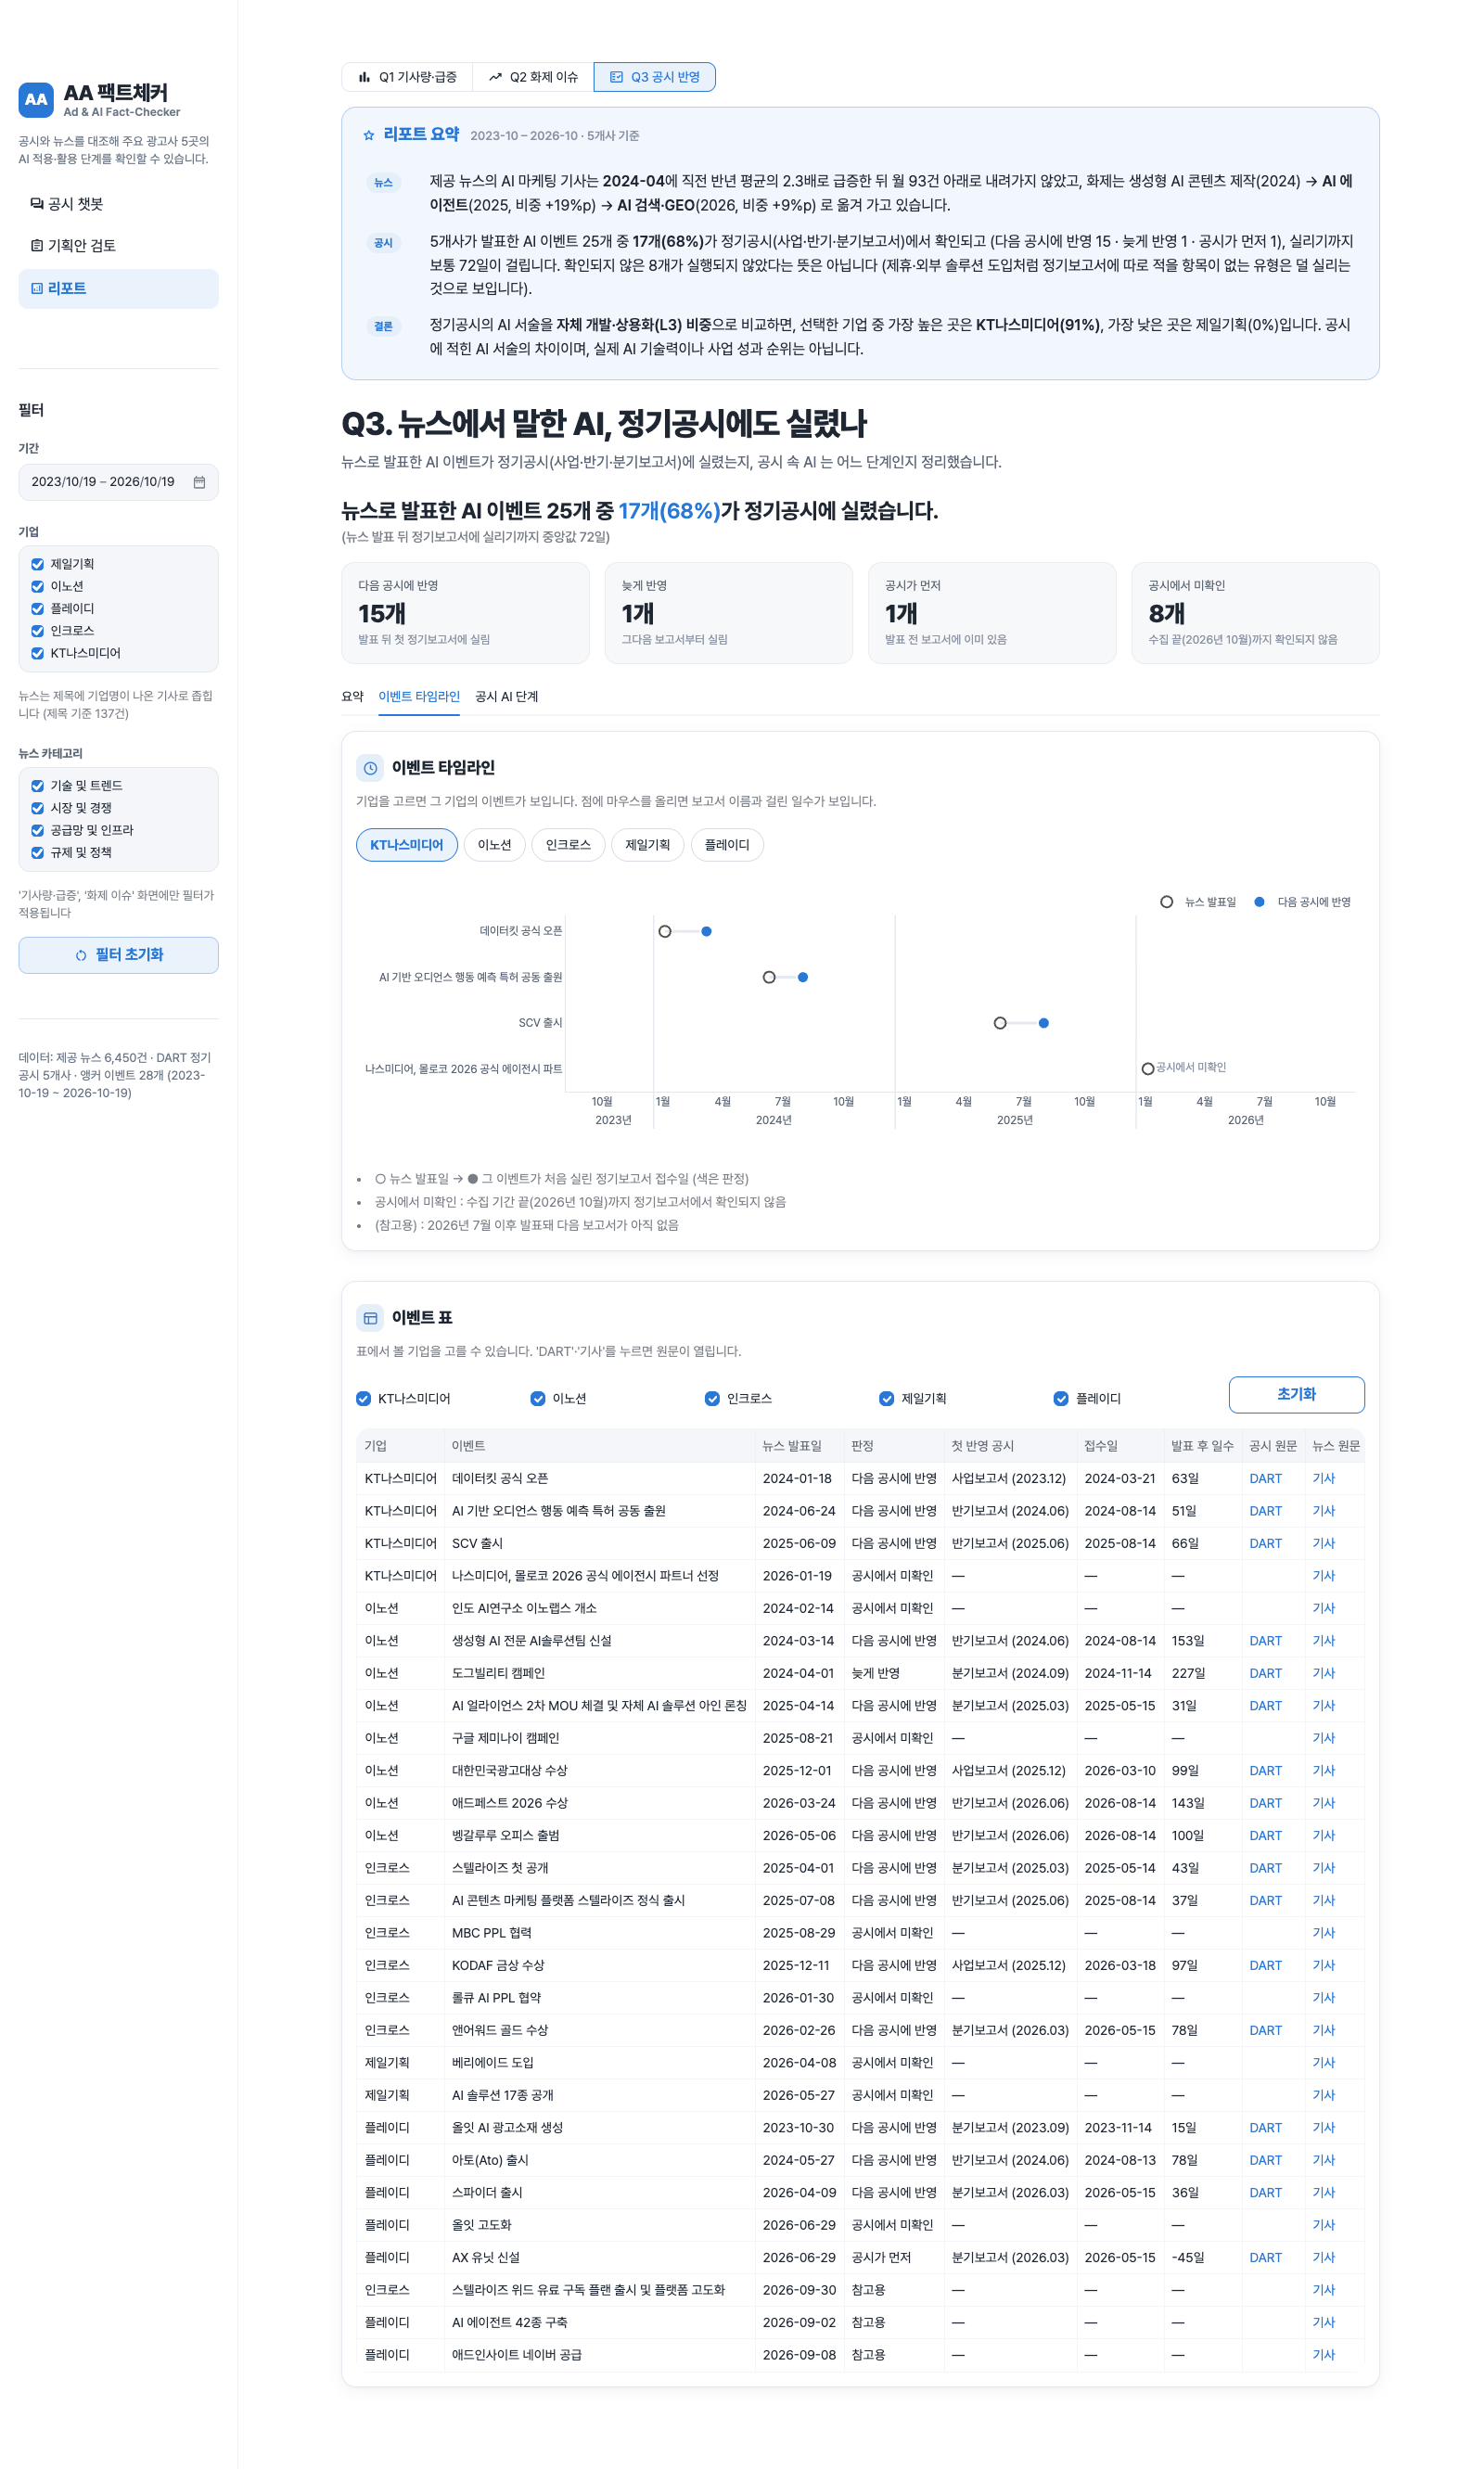 AA
AA 팩트체커
Ad & AI Fact-Checker
공시와 뉴스를 대조해 주요 광고사 5곳의
AI 적용·활용 단계를 확인할 수 있습니다.
공시 챗봇
기획안 검토
리포트
필터
기간
2023/10/19 – 2026/10/19
기업
제일기획
이노션
플레이디
인크로스
KT나스미디어
뉴스는 제목에 기업명이 나온 기사로 좁힙
니다 (제목 기준 137건)
뉴스 카테고리
기술 및 트렌드
시장 및 경쟁
공급망 및 인프라
규제 및 정책
'기사량·급증', '화제 이슈' 화면에만 필터가
적용됩니다
필터 초기화
데이터: 제공 뉴스 6,450건 · DART 정기
공시 5개사 · 앵커 이벤트 28개 (2023-
10-19 ~ 2026-10-19)
Q1 기사량·급증 Q2 화제 이슈 Q3 공시 반영
리포트 요약 2023-10 – 2026-10 · 5개사 기준
뉴스 제공 뉴스의 AI 마케팅 기사는 2024-04에 직전 반년 평균의 2.3배로 급증한 뒤 월 93건 아래로 내려가지 않았고, 화제는 생성형 AI 콘텐츠 제작(2024) → AI 에
이전트(2025, 비중 +19%p) → AI 검색·GEO(2026, 비중 +9%p) 로 옮겨 가고 있습니다.
공시 5개사가 발표한 AI 이벤트 25개 중 17개(68%)가 정기공시(사업·반기·분기보고서)에서 확인되고 (다음 공시에 반영 15 · 늦게 반영 1 · 공시가 먼저 1), 실리기까지
보통 72일이 걸립니다. 확인되지 않은 8개가 실행되지 않았다는 뜻은 아닙니다 (제휴·외부 솔루션 도입처럼 정기보고서에 따로 적을 항목이 없는 유형은 덜 실리는
것으로 보입니다).
결론 정기공시의 AI 서술을 자체 개발·상용화(L3) 비중으로 비교하면, 선택한 기업 중 가장 높은 곳은 KT나스미디어(91%), 가장 낮은 곳은 제일기획(0%)입니다. 공시
에 적힌 AI 서술의 차이이며, 실제 AI 기술력이나 사업 성과 순위는 아닙니다.
Q3. 뉴스에서 말한 AI, 정기공시에도 실렸나
뉴스로 발표한 AI 이벤트가 정기공시(사업·반기·분기보고서)에 실렸는지, 공시 속 AI 는 어느 단계인지 정리했습니다.
뉴스로 발표한 AI 이벤트 25개 중 17개(68%)가 정기공시에 실렸습니다.
(뉴스 발표 뒤 정기보고서에 실리기까지 중앙값 72일)
다음 공시에 반영
15개
발표 뒤 첫 정기보고서에 실림
늦게 반영
1개
그다음 보고서부터 실림
공시가 먼저
1개
발표 전 보고서에 이미 있음
공시에서 미확인
8개
수집 끝(2026년 10월)까지 확인되지 않음
요약 이벤트 타임라인 공시 AI 단계
이벤트 타임라인
기업을 고르면 그 기업의 이벤트가 보입니다. 점에 마우스를 올리면 보고서 이름과 걸린 일수가 보입니다.
KT나스미디어 이노션 인크로스 제일기획 플레이디
뉴스 발표일 다음 공시에 반영
데이터킷 공식 오픈
AI 기반 오디언스 행동 예측 특허 공동 출원
SCV 출시
나스미디어, 몰로코 2026 공식 에이전시 파트 공시에서 미확인
10월 1월 4월 7월 10월 1월 4월 7월 10월 1월 4월 7월 10월
2023년 2024년 2025년 2026년
• ○ 뉴스 발표일 → ● 그 이벤트가 처음 실린 정기보고서 접수일 (색은 판정)
• 공시에서 미확인 : 수집 기간 끝(2026년 10월)까지 정기보고서에서 확인되지 않음
• (참고용) : 2026년 7월 이후 발표돼 다음 보고서가 아직 없음
이벤트 표
표에서 볼 기업을 고를 수 있습니다. 'DART'·'기사'를 누르면 원문이 열립니다.
KT나스미디어 이노션 인크로스 제일기획 플레이디 초기화
기업 이벤트 뉴스 발표일 판정 첫 반영 공시 접수일 발표 후 일수 공시 원문 뉴스 원문
KT나스미디어 데이터킷 공식 오픈 2024-01-18 다음 공시에 반영 사업보고서 (2023.12) 2024-03-21 63일 DART 기사
KT나스미디어 AI 기반 오디언스 행동 예측 특허 공동 출원 2024-06-24 다음 공시에 반영 반기보고서 (2024.06) 2024-08-14 51일 DART 기사
KT나스미디어 SCV 출시 2025-06-09 다음 공시에 반영 반기보고서 (2025.06) 2025-08-14 66일 DART 기사
KT나스미디어 나스미디어, 몰로코 2026 공식 에이전시 파트너 선정 2026-01-19 공시에서 미확인 — — — 기사
이노션 인도 AI연구소 이노랩스 개소 2024-02-14 공시에서 미확인 — — — 기사
이노션 생성형 AI 전문 AI솔루션팀 신설 2024-03-14 다음 공시에 반영 반기보고서 (2024.06) 2024-08-14 153일 DART 기사
이노션 도그빌리티 캠페인 2024-04-01 늦게 반영 분기보고서 (2024.09) 2024-11-14 227일 DART 기사
이노션 AI 얼라이언스 2차 MOU 체결 및 자체 AI 솔루션 아인 론칭 2025-04-14 다음 공시에 반영 분기보고서 (2025.03) 2025-05-15 31일 DART 기사
이노션 구글 제미나이 캠페인 2025-08-21 공시에서 미확인 — — — 기사
이노션 대한민국광고대상 수상 2025-12-01 다음 공시에 반영 사업보고서 (2025.12) 2026-03-10 99일 DART 기사
이노션 애드페스트 2026 수상 2026-03-24 다음 공시에 반영 반기보고서 (2026.06) 2026-08-14 143일 DART 기사
이노션 벵갈루루 오피스 출범 2026-05-06 다음 공시에 반영 반기보고서 (2026.06) 2026-08-14 100일 DART 기사
인크로스 스텔라이즈 첫 공개 2025-04-01 다음 공시에 반영 분기보고서 (2025.03) 2025-05-14 43일 DART 기사
인크로스 AI 콘텐츠 마케팅 플랫폼 스텔라이즈 정식 출시 2025-07-08 다음 공시에 반영 반기보고서 (2025.06) 2025-08-14 37일 DART 기사
인크로스 MBC PPL 협력 2025-08-29 공시에서 미확인 — — — 기사
인크로스 KODAF 금상 수상 2025-12-11 다음 공시에 반영 사업보고서 (2025.12) 2026-03-18 97일 DART 기사
인크로스 롤큐 AI PPL 협약 2026-01-30 공시에서 미확인 — — — 기사
인크로스 앤어워드 골드 수상 2026-02-26 다음 공시에 반영 분기보고서 (2026.03) 2026-05-15 78일 DART 기사
제일기획 베리에이드 도입 2026-04-08 공시에서 미확인 — — — 기사
제일기획 AI 솔루션 17종 공개 2026-05-27 공시에서 미확인 — — — 기사
플레이디 올잇 AI 광고소재 생성 2023-10-30 다음 공시에 반영 분기보고서 (2023.09) 2023-11-14 15일 DART 기사
플레이디 아토(Ato) 출시 2024-05-27 다음 공시에 반영 반기보고서 (2024.06) 2024-08-13 78일 DART 기사
플레이디 스파이더 출시 2026-04-09 다음 공시에 반영 분기보고서 (2026.03) 2026-05-15 36일 DART 기사
플레이디 올잇 고도화 2026-06-29 공시에서 미확인 — — — 기사
플레이디 AX 유닛 신설 2026-06-29 공시가 먼저 분기보고서 (2026.03) 2026-05-15 -45일 DART 기사
인크로스 스텔라이즈 위드 유료 구독 플랜 출시 및 플랫폼 고도화 2026-09-30 참고용 — — — 기사
플레이디 AI 에이전트 42종 구축 2026-09-02 참고용 — — — 기사
플레이디 애드인사이트 네이버 공급 2026-09-08 참고용 — — — 기사